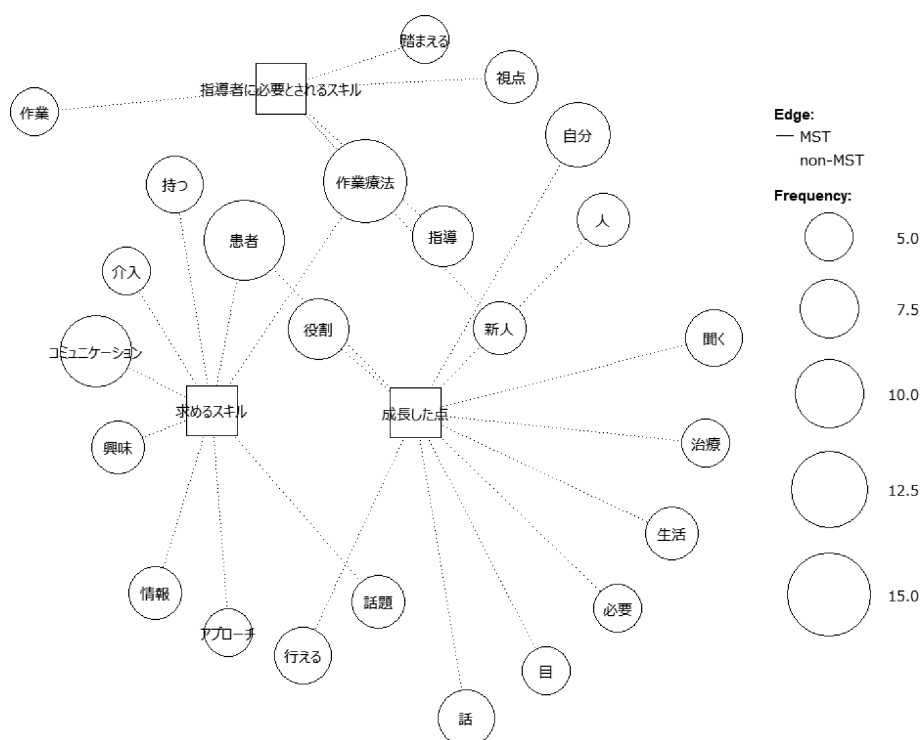 踏まえる
指導者に必要とされるスキル
視点
作業
自分
作業療法
持つ
人
指導
患者
介入
役割
新人
聞く
コミュニケーション
求めるスキル
成長した点
興味
治療
生活
情報
話題
必要
アプローチ
行える
目
話
Edge:
— MST
non-MST
Frequency:
5.0
7.5
10.0
12.5
15.0